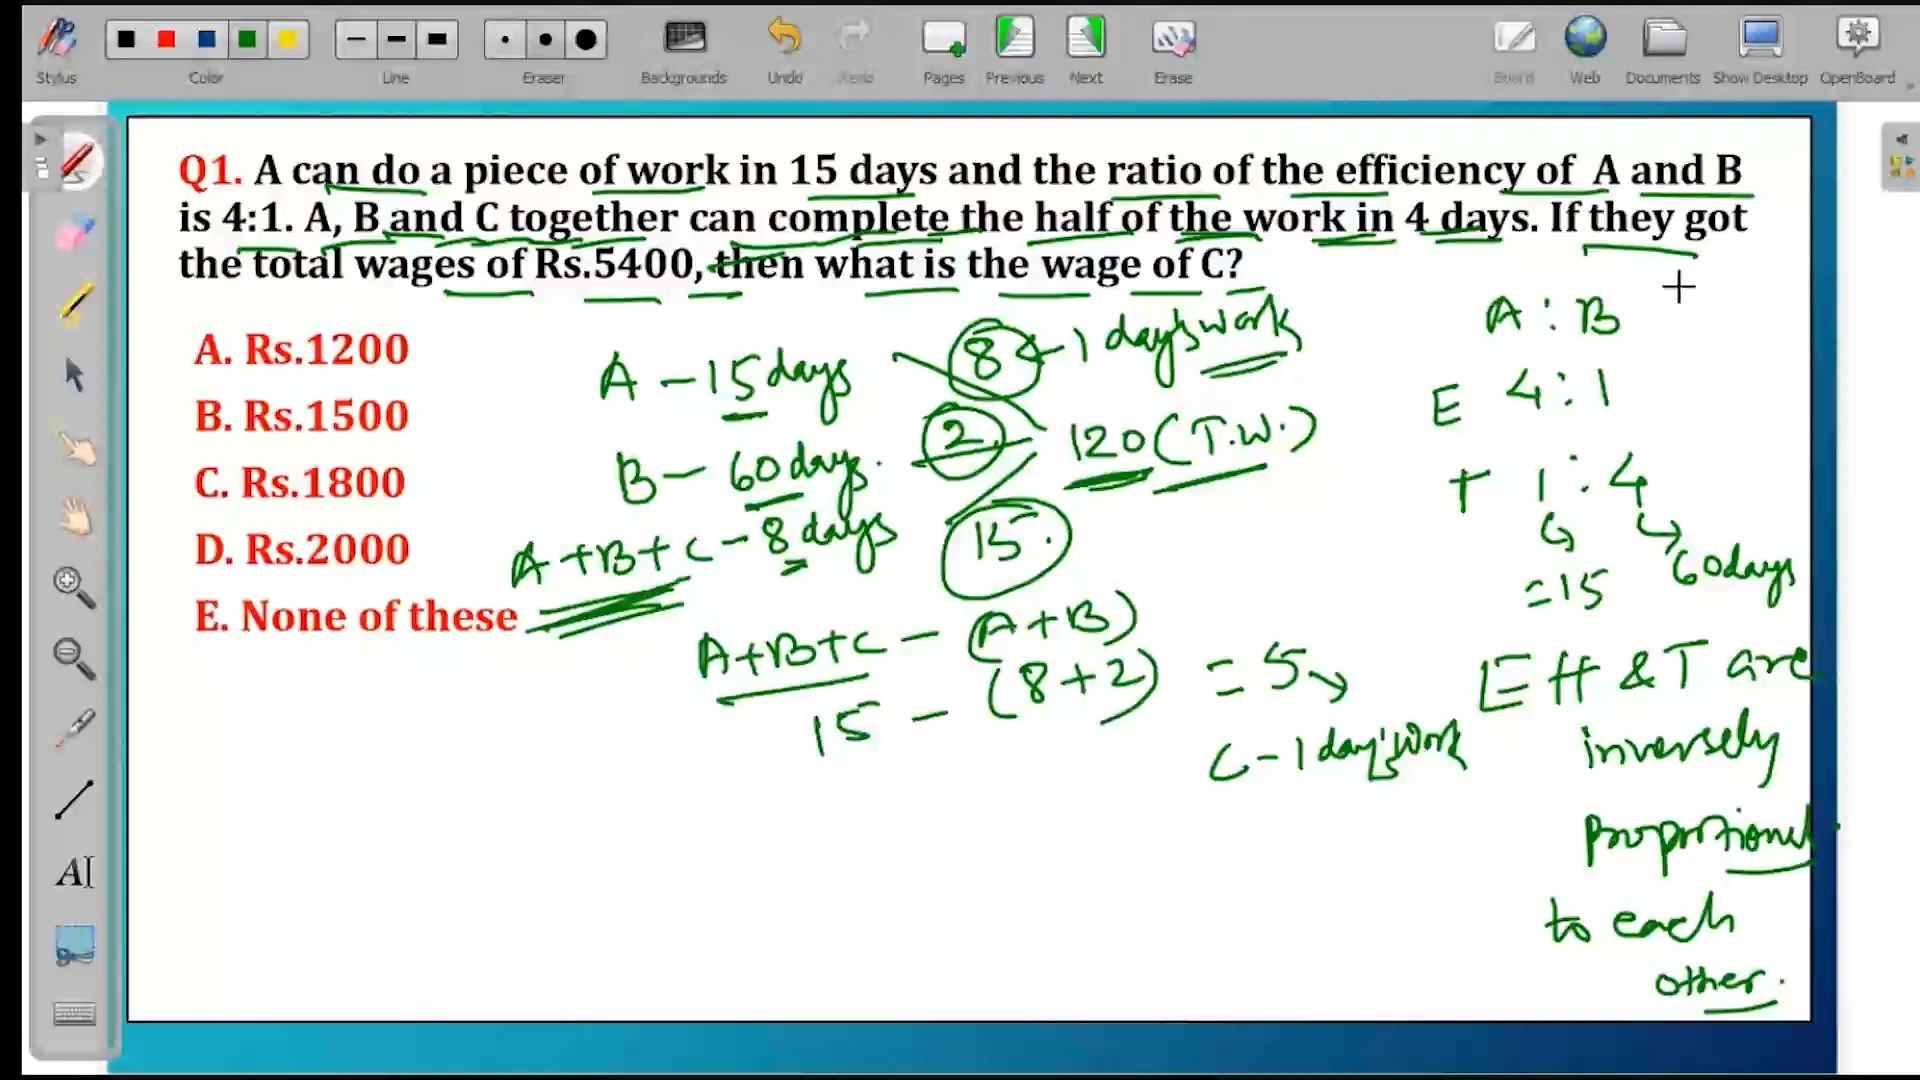 Stylus
Color
Line
Eraser
Backgrounds
Undo
Redo
Pages
Previous
Next
Erase
Board
Web
Documents
Show Desktop
OpenBoard
Q1. A can do a piece of work in 15 days and the ratio of the efficiency of A and B
is 4:1. A, B and C together can complete the half of the work in 4 days. If they got
the total wages of Rs.5400, then what is the wage of C?
A. Rs.1200
B. Rs.1500
C. Rs.1800
D. Rs.2000
E. None of these
A - 15 days
8 ← 1 day's work
B - 60 days.
2
120 (T.W.)
A+B+C - 8 days
15.
A+B+C - (A+B)
15 - (8+2) = 5 →
C - 1 day's work
A : B
E 4 : 1
T 1 : 4
= 15
60 days
Eff & T are
inversely
proportional
to each
other.
AI